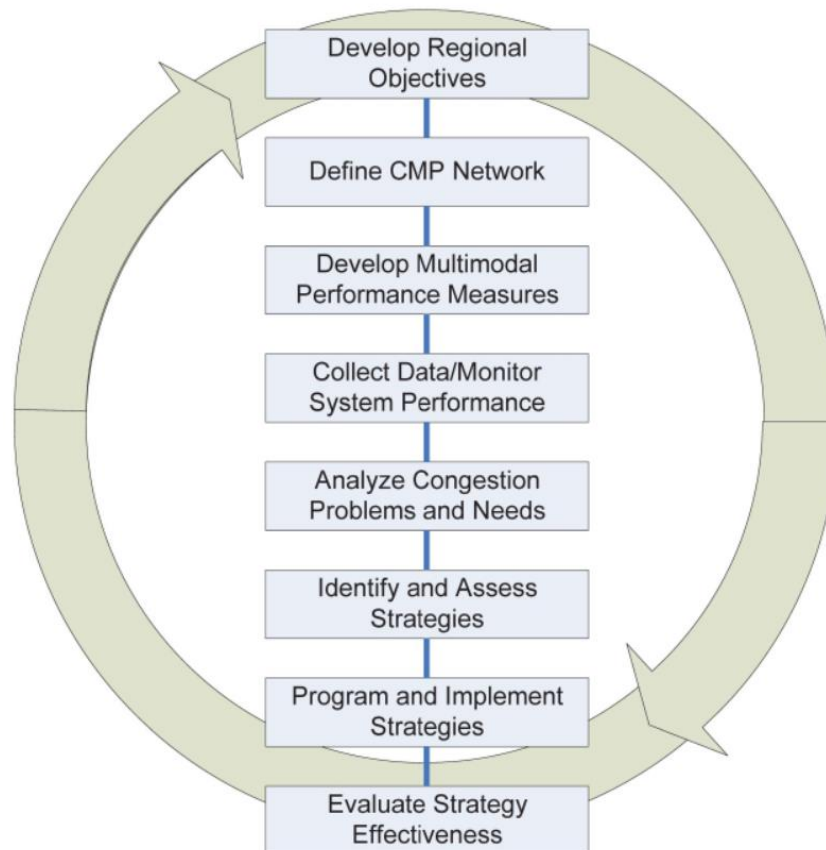 Develop Regional
Objectives
Define CMP Network
Develop Multimodal
Performance Measures
Collect Data/Monitor
System Performance
Analyze Congestion
Problems and Needs
Identify and Assess
Strategies
Program and Implement
Strategies
Evaluate Strategy
Effectiveness